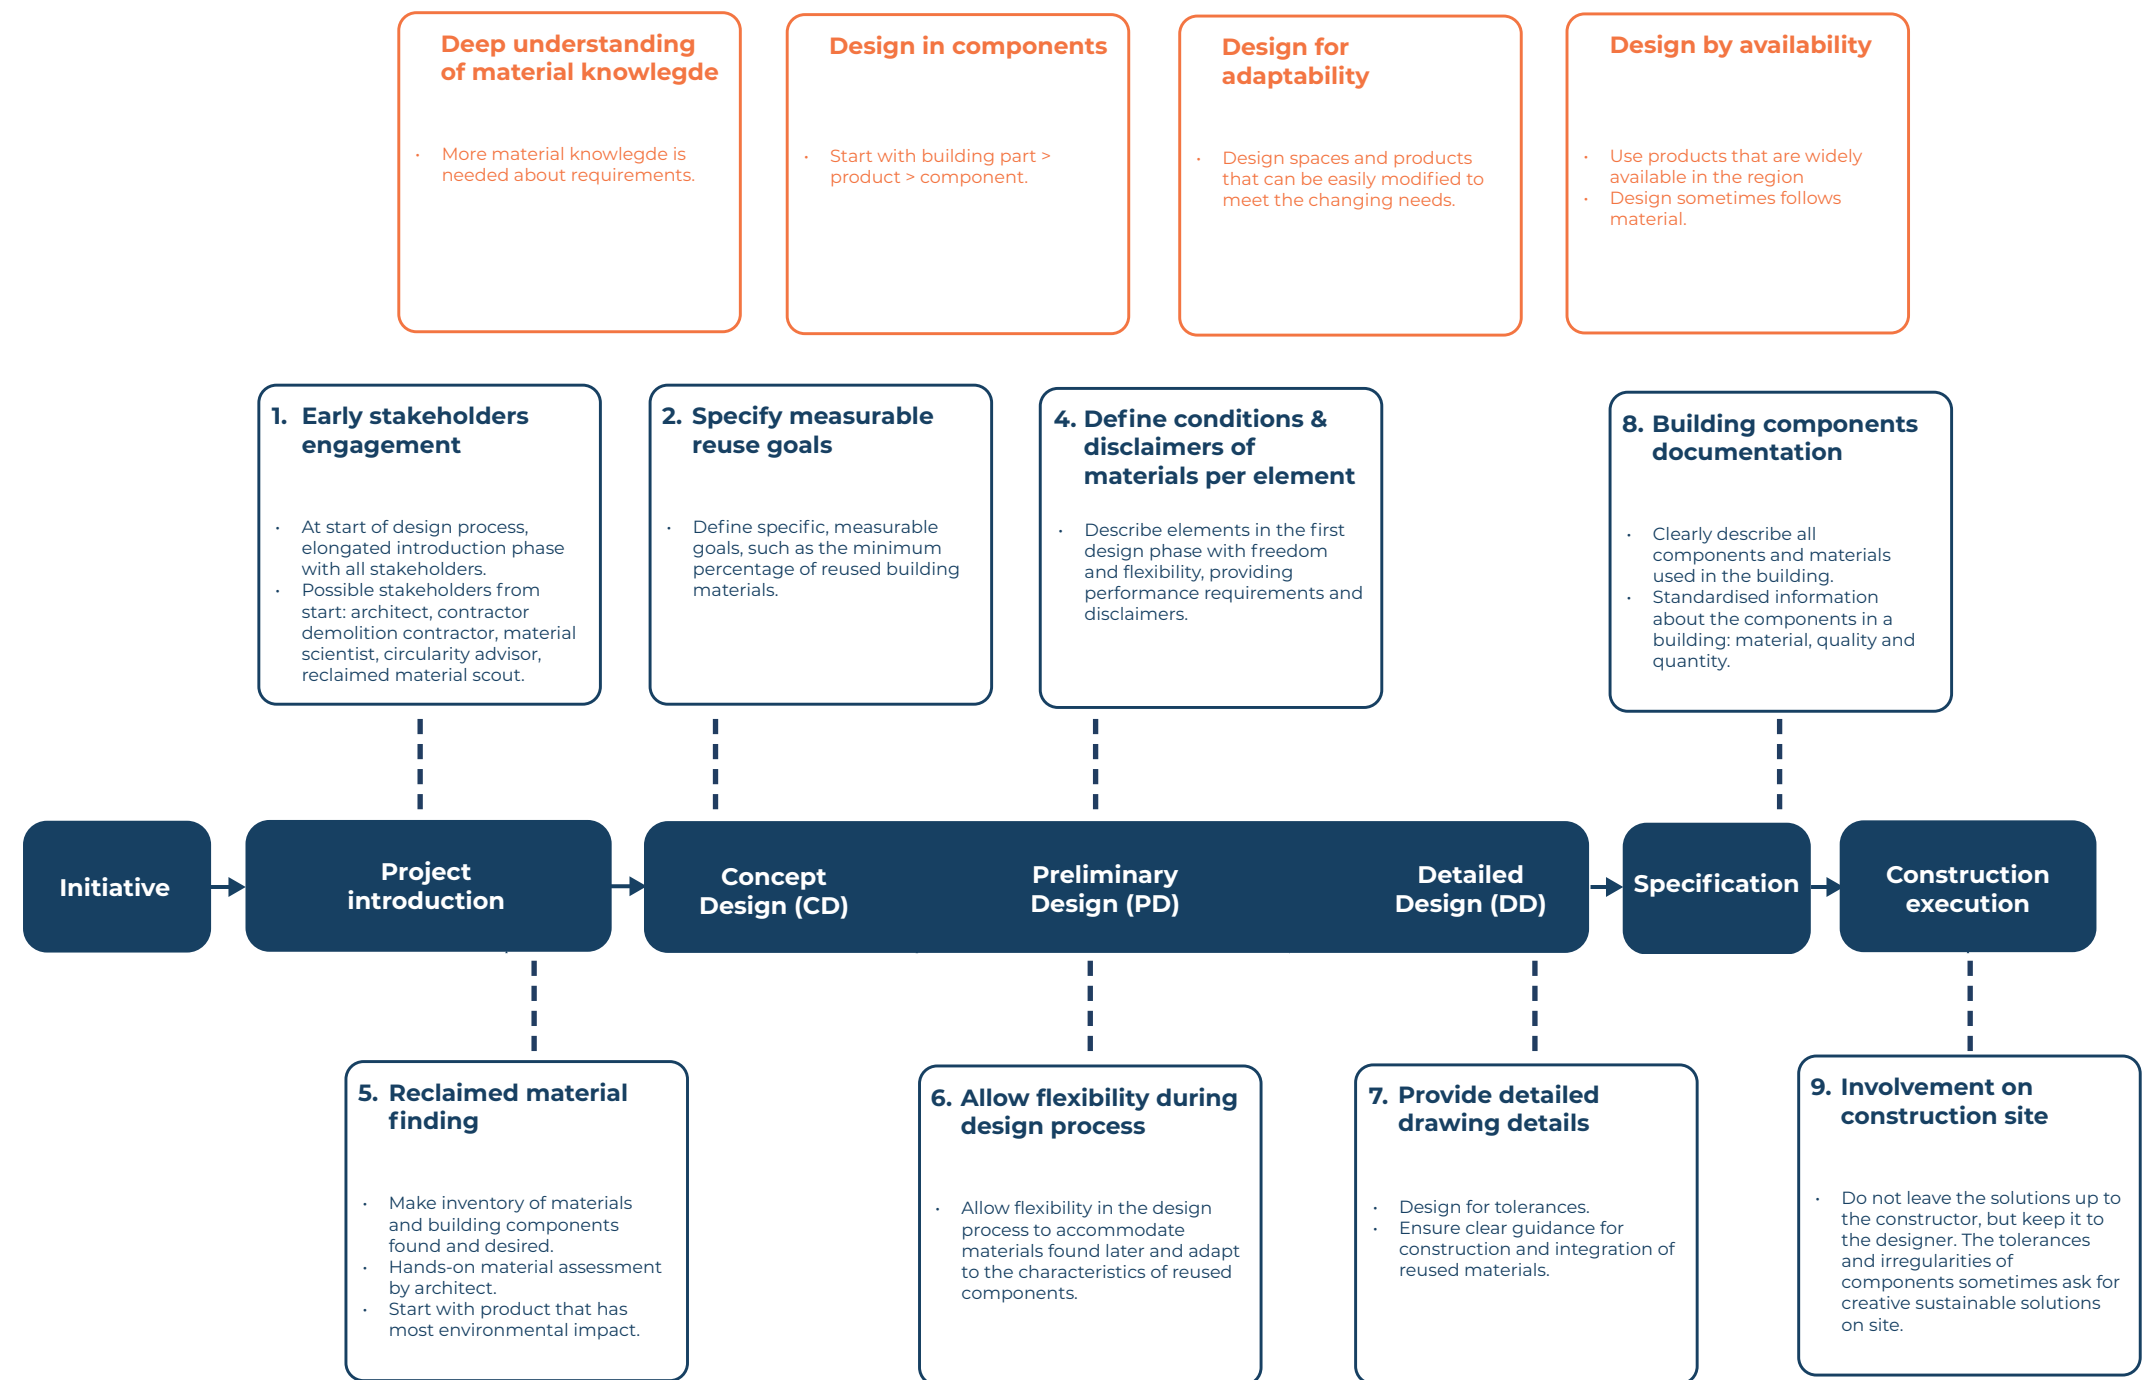 Deep understanding
of material knowlegde
• More material knowlegde is
needed about requirements.
Design in components
• Start with building part >
product > component.
Design for
adaptability
• Design spaces and products
that can be easily modified to
meet the changing needs.
Design by availability
• Use products that are widely
available in the region
• Design sometimes follows
material.
1. Early stakeholders
engagement
• At start of design process,
elongated introduction phase
with all stakeholders.
• Possible stakeholders from
start: architect, contractor
demolition contractor, material
scientist, circularity advisor,
reclaimed material scout.
2. Specify measurable
reuse goals
• Define specific, measurable
goals, such as the minimum
percentage of reused building
materials.
4. Define conditions &
disclaimers of
materials per element
• Describe elements in the first
design phase with freedom
and flexibility, providing
performance requirements and
disclaimers.
8. Building components
documentation
• Clearly describe all
components and materials
used in the building.
• Standardised information
about the components in a
building: material, quality and
quantity.
Initiative
Project
introduction
Concept
Design (CD)
Preliminary
Design (PD)
Detailed
Design (DD)
Specification
Construction
execution
5. Reclaimed material
finding
• Make inventory of materials
and building components
found and desired.
• Hands-on material assessment
by architect.
• Start with product that has
most environmental impact.
6. Allow flexibility during
design process
• Allow flexibility in the design
process to accommodate
materials found later and adapt
to the characteristics of reused
components.
7. Provide detailed
drawing details
• Design for tolerances.
• Ensure clear guidance for
construction and integration of
reused materials.
9. Involvement on
construction site
• Do not leave the solutions up to
the constructor, but keep it to
the designer. The tolerances
and irregularities of
components sometimes ask for
creative sustainable solutions
on site.